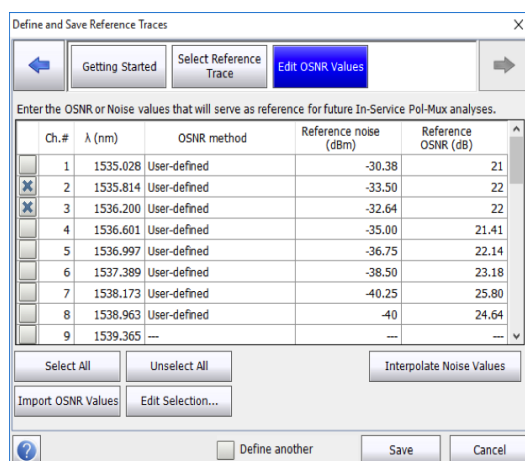 Define and Save Reference Traces
Getting Started
Select Reference
Trace
Edit OSNR Values
Enter the OSNR or Noise values that will serve as reference for future In-Service Pol-Mux analyses.
Ch.# λ (nm) OSNR method Reference noise (dBm) Reference OSNR (dB)
1 1535.028 User-defined -30.38 21
2 1535.814 User-defined -33.50 22
3 1536.200 User-defined -32.64 22
4 1536.601 User-defined -35.00 21.41
5 1536.997 User-defined -36.75 22.14
6 1537.389 User-defined -38.50 23.18
7 1538.173 User-defined -40.25 25.80
8 1538.963 User-defined -40 24.64
9 1539.365 --- --- ---
Select All Unselect All Interpolate Noise Values
Import OSNR Values Edit Selection...
? Define another Save Cancel